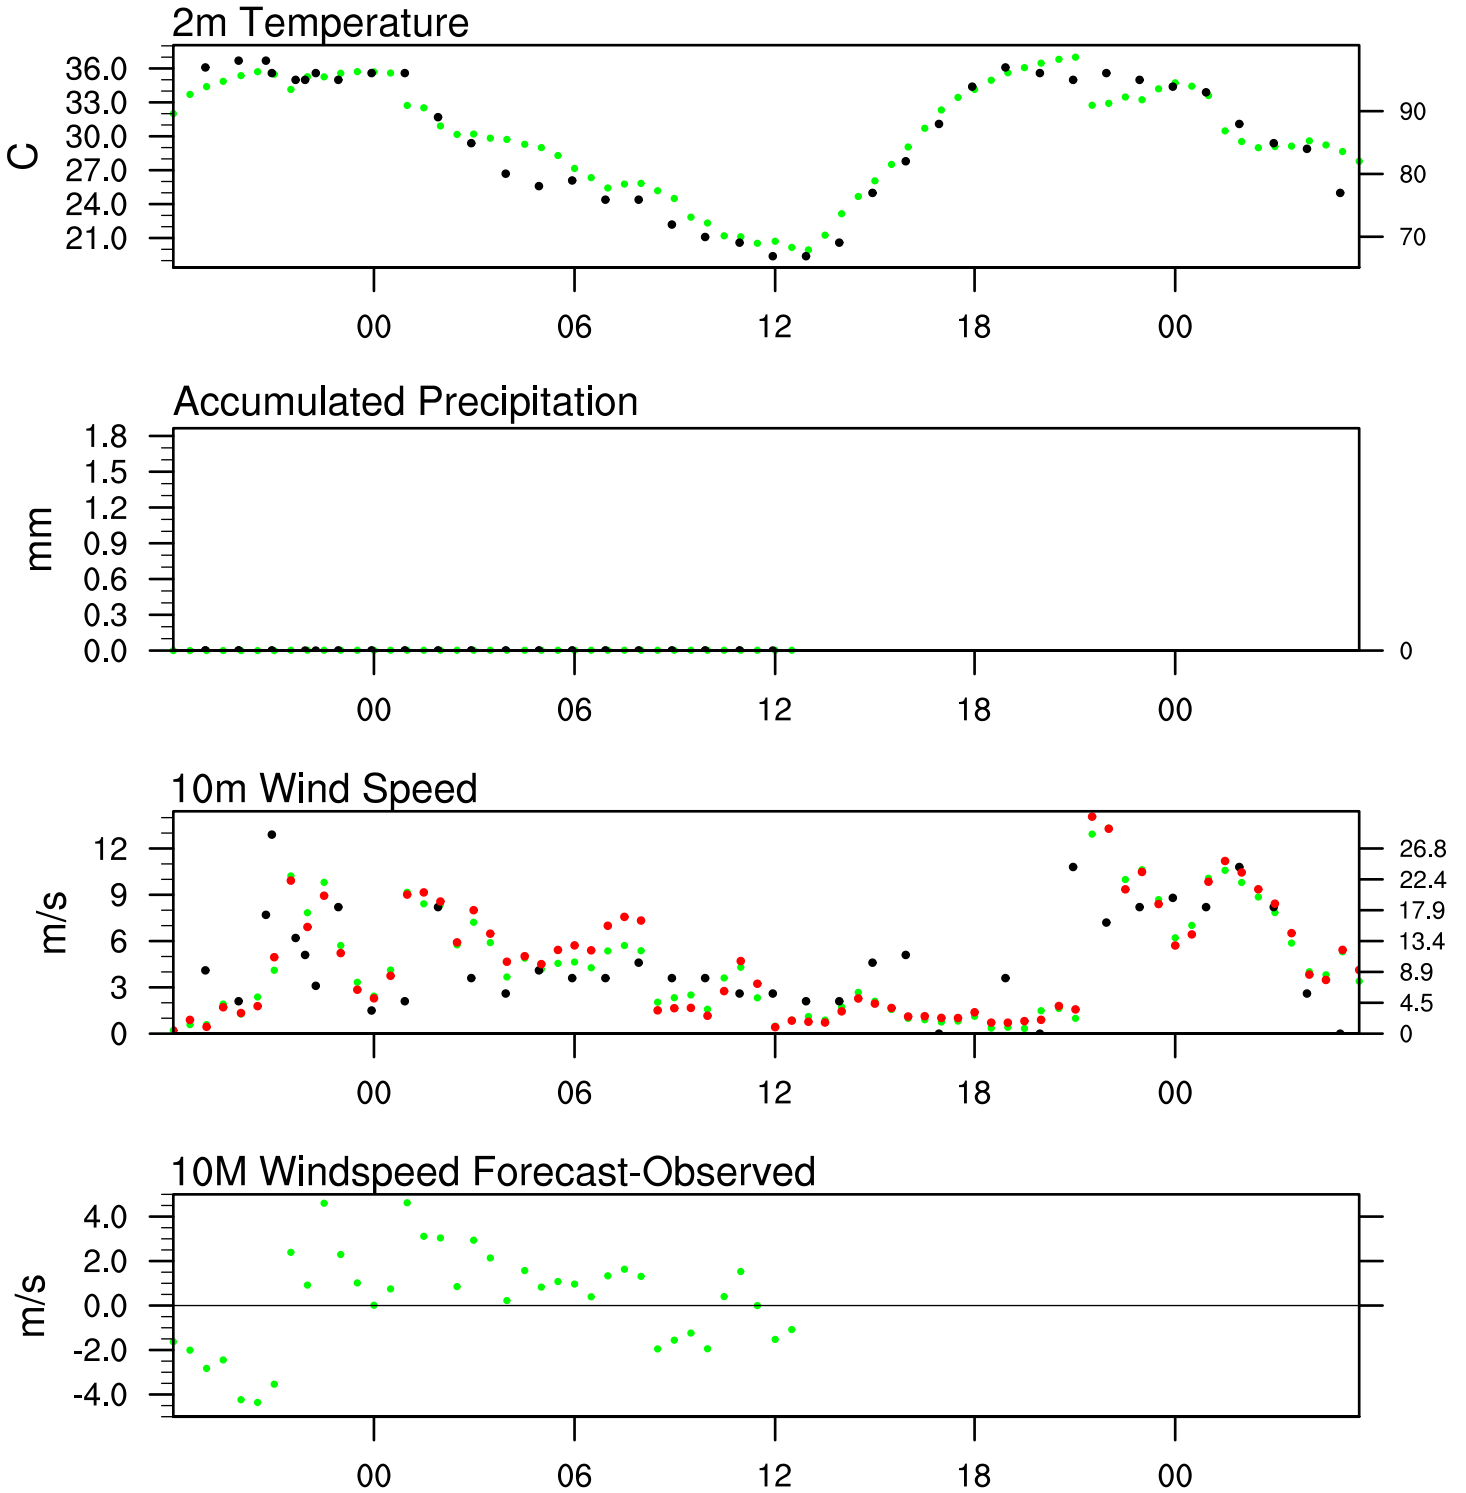 2m Temperature
36.0
33.0
30.0
27.0
24.0
21.0
C
90
80
70
00 06 12 18 00
Accumulated Precipitation
1.8
1.5
1.2
0.9
0.6
0.3
0.0
mm
0
00 06 12 18 00
10m Wind Speed
12
9
6
3
0
m/s
26.8
22.4
17.9
13.4
8.9
4.5
0
00 06 12 18 00
10M Windspeed Forecast-Observed
4.0
2.0
0.0
-2.0
-4.0
m/s
00 06 12 18 00